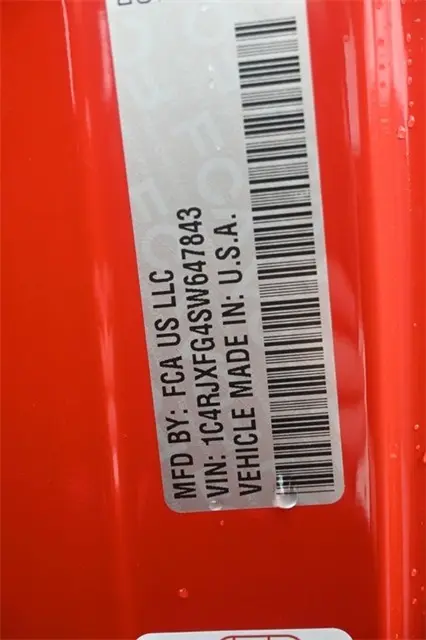 MFD BY: FCA US LLC
VIN: 1C4RJXFG4SW647843
VEHICLE MADE IN: U.S.A.